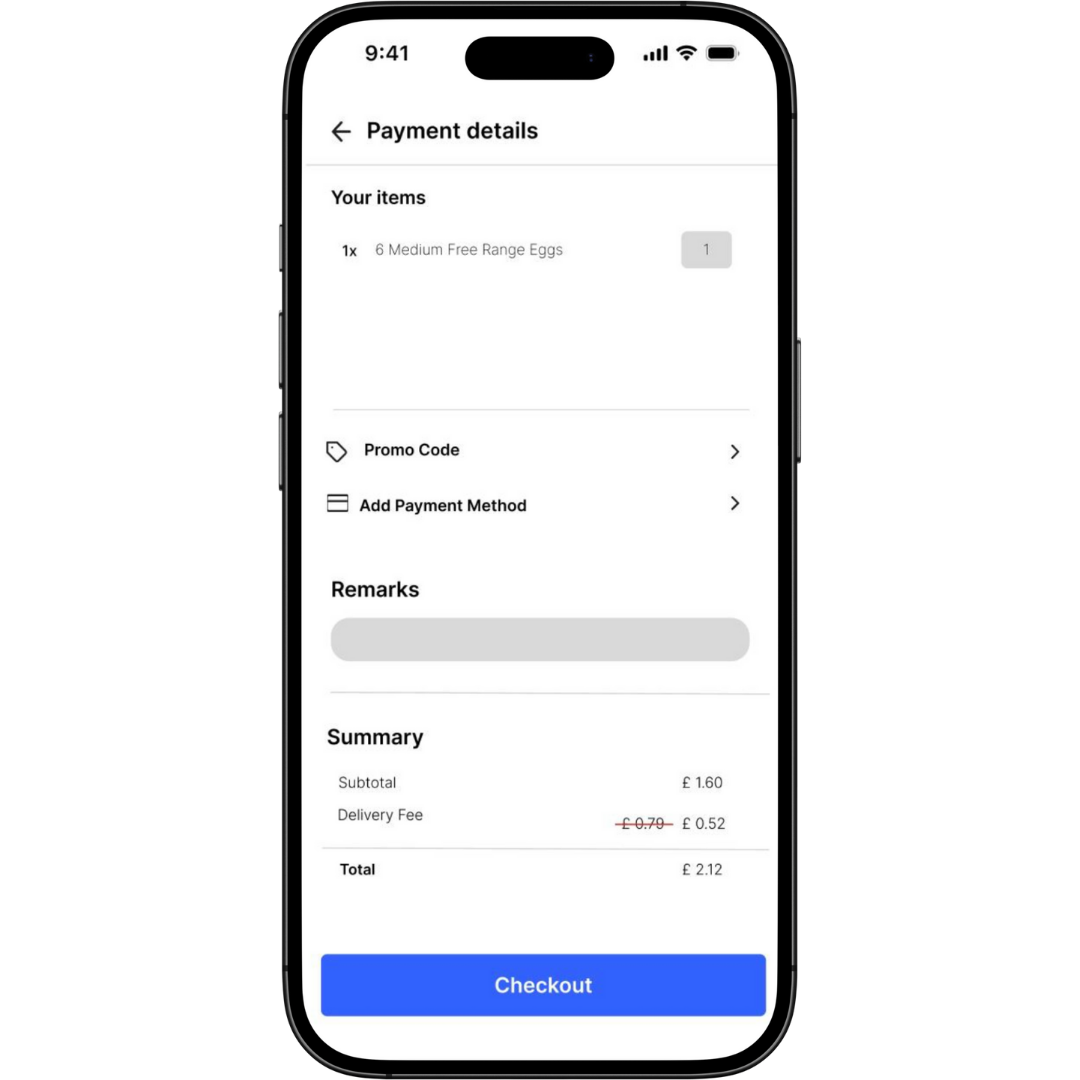 9:41
Payment details
Your items
1x 6 Medium Free Range Eggs 1
Promo Code
Add Payment Method
Remarks
Summary
Subtotal £ 1.60
Delivery Fee £ 0.79 £ 0.52
Total £ 2.12
Checkout